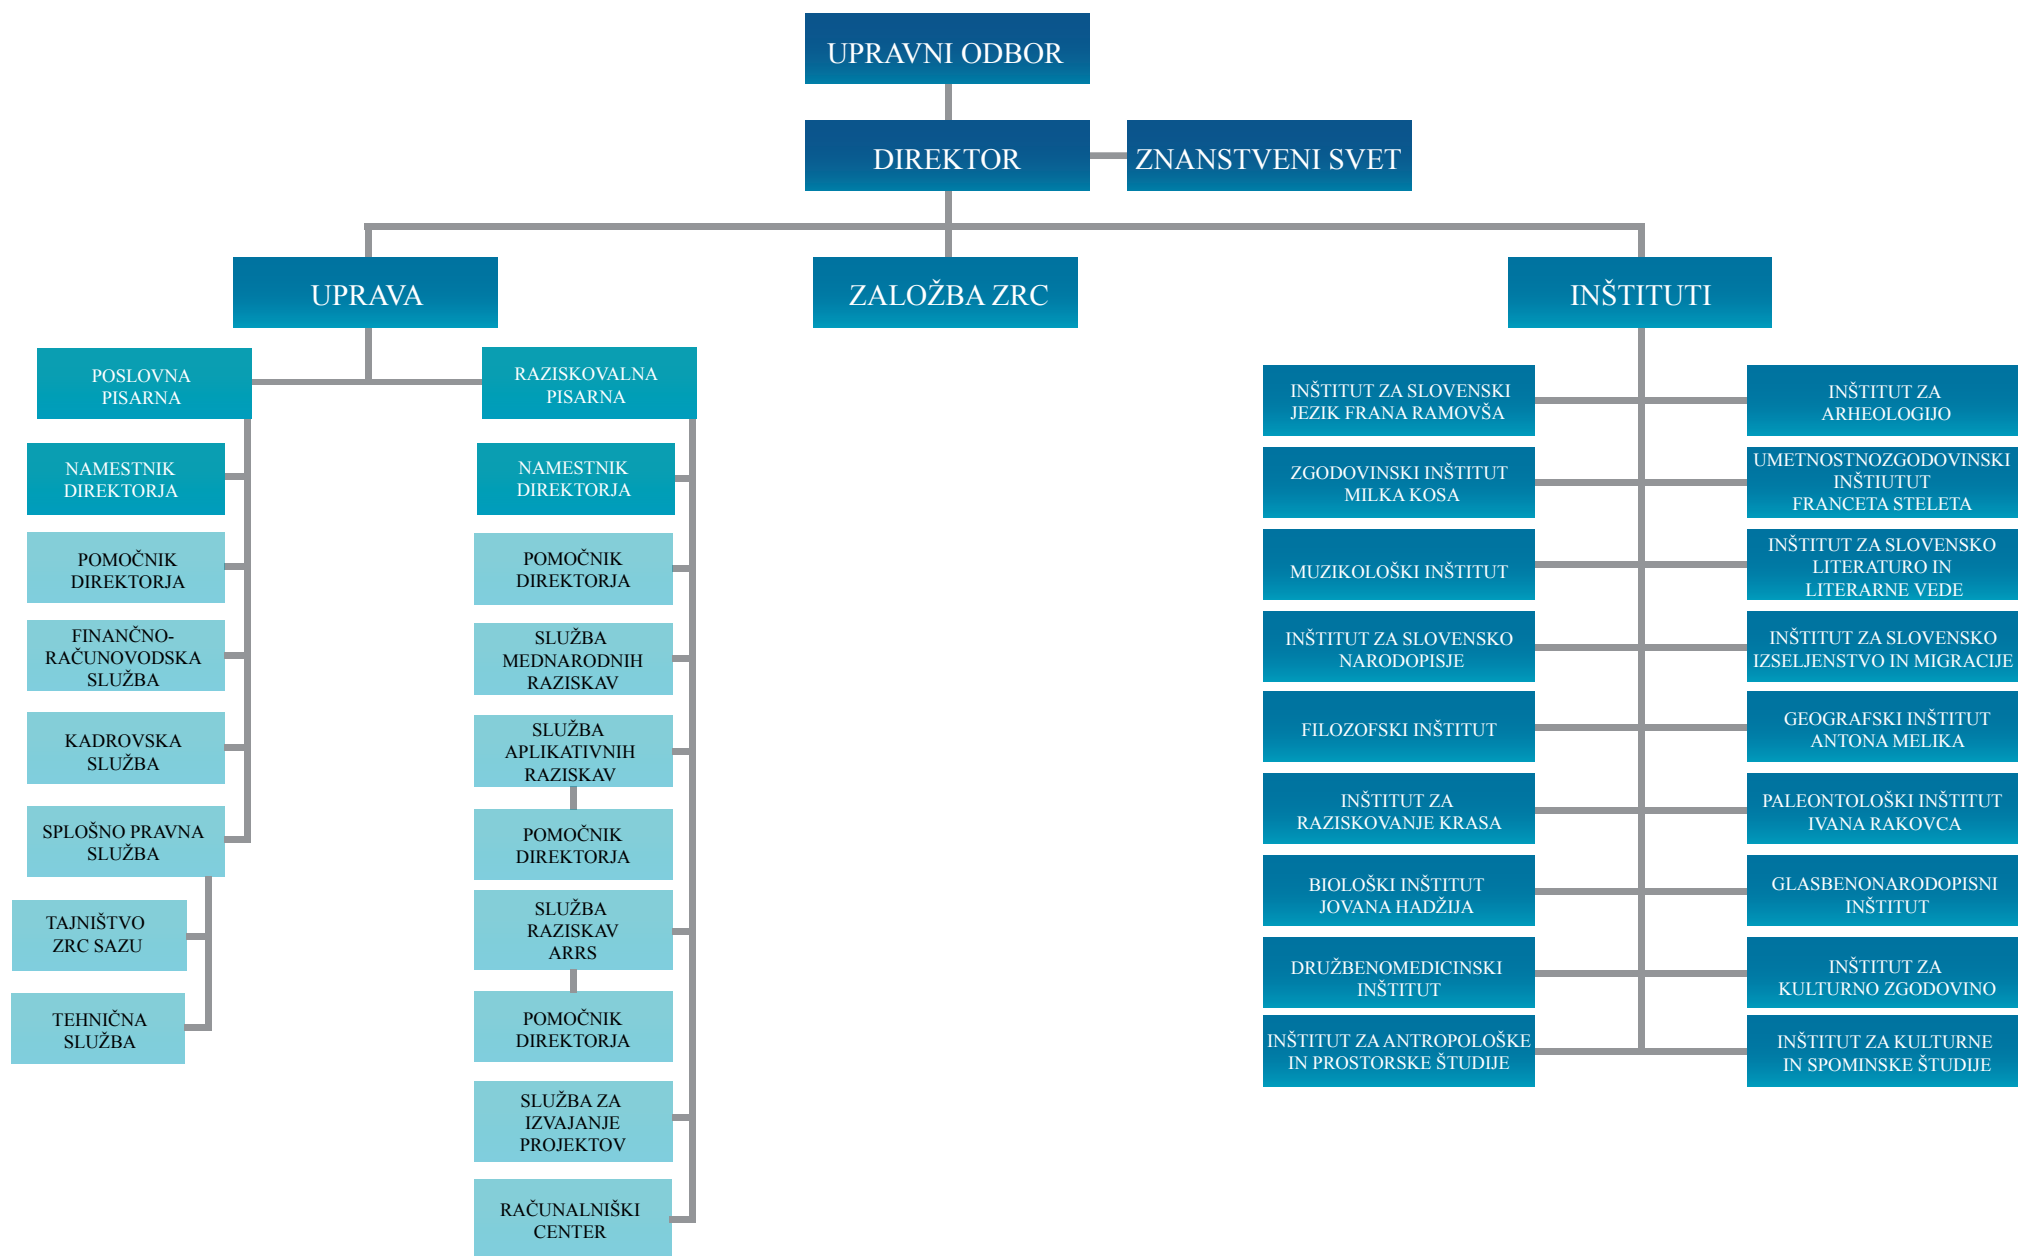 UPRAVNI ODBOR
DIREKTOR
ZNANSTVENI SVET
UPRAVA
ZALOŽBA ZRC
INŠTITUTI
POSLOVNA
PISARNA
NAMESTNIK
DIREKTORJA
POMOČNIK
DIREKTORJA
FINANČNO-
RAČUNOVODSKA
SLUŽBA
KADROVSKA
SLUŽBA
SPLOŠNO PRAVNA
SLUŽBA
TAJNIŠTVO
ZRC SAZU
TEHNIČNA
SLUŽBA
RAZISKOVALNA
PISARNA
NAMESTNIK
DIREKTORJA
POMOČNIK
DIREKTORJA
SLUŽBA
MEDNARODNIH
RAZISKAV
SLUŽBA
APLIKATIVNIH
RAZISKAV
POMOČNIK
DIREKTORJA
SLUŽBA
RAZISKAV
ARRS
POMOČNIK
DIREKTORJA
SLUŽBA ZA
IZVAJANJE
PROJEKTOV
RAČUNALNIŠKI
CENTER
INŠTITUT ZA SLOVENSKI
JEZIK FRANA RAMOVŠA
ZGODOVINSKI INŠTITUT
MILKA KOSA
MUZIKOLOŠKI INŠTITUT
INŠTITUT ZA SLOVENSKO
NARODOPISJE
FILOZOFSKI INŠTITUT
INŠTITUT ZA
RAZISKOVANJE KRASA
BIOLOŠKI INŠTITUT
JOVANA HADŽIJA
DRUŽBENOMEDICINSKI
INŠTITUT
INŠTITUT ZA ANTROPOLOŠKE
IN PROSTORSKE ŠTUDIJE
INŠTITUT ZA
ARHEOLOGIJO
UMETNOSTNOZGODOVINSKI
INŠTIUTUT
FRANCETA STELETA
INŠTITUT ZA SLOVENSKO
LITERATURO IN
LITERARNE VEDE
INŠTITUT ZA SLOVENSKO
IZSELJENSTVO IN MIGRACIJE
GEOGRAFSKI INŠTITUT
ANTONA MELIKA
PALEONTOLOŠKI INŠTITUT
IVANA RAKOVCA
GLASBENONARODOPISNI
INŠTITUT
INŠTITUT ZA
KULTURNO ZGODOVINO
INŠTITUT ZA KULTURNE
IN SPOMINSKE ŠTUDIJE